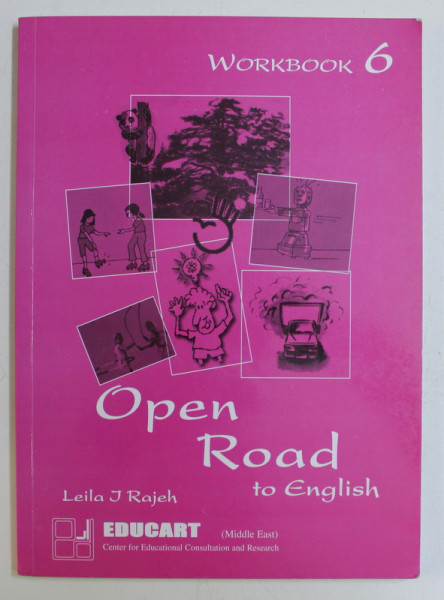 WORKBOOK 6
Open
Road
to English
Leila J Rajeh
EDUCART (Middle East)
Center for Educational Consultation and Research